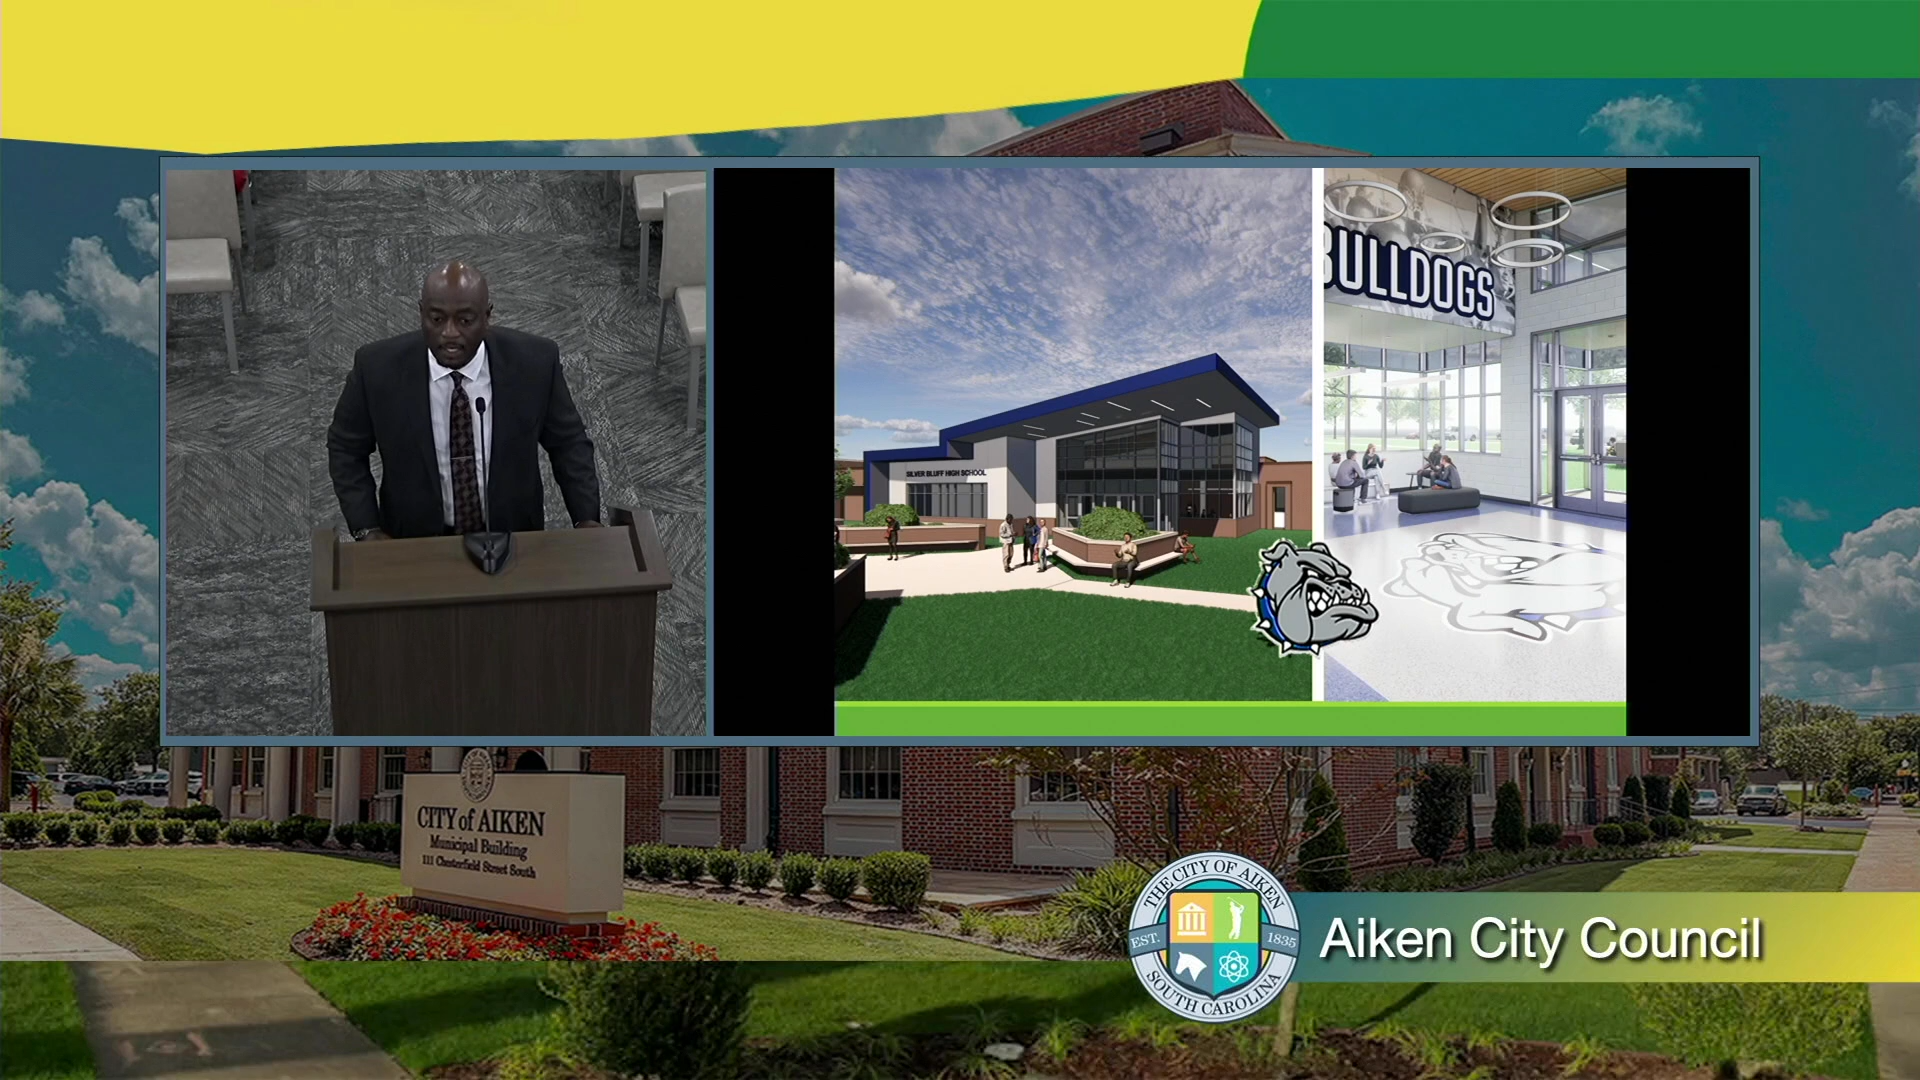 BULLDOGS
SILVER BLUFF HIGH SCHOOL
CITY of AIKEN
Municipal Building
111 Chesterfield Street South
THE CITY OF AIKEN
EST. 1835
SOUTH CAROLINA
Aiken City Council